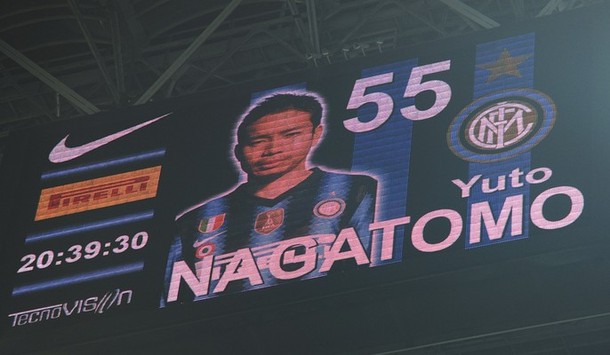 PIRELLI
20:39:30
TECNOVISION
55
Yuto
NAGATOMO